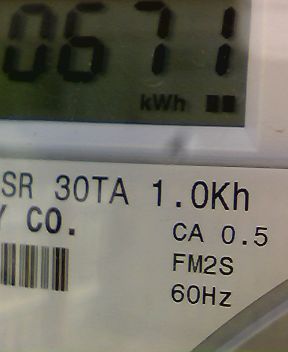 0671
kWh
SR 30TA 1.0Kh
Y CO.
CA 0.5
FM2S
60Hz